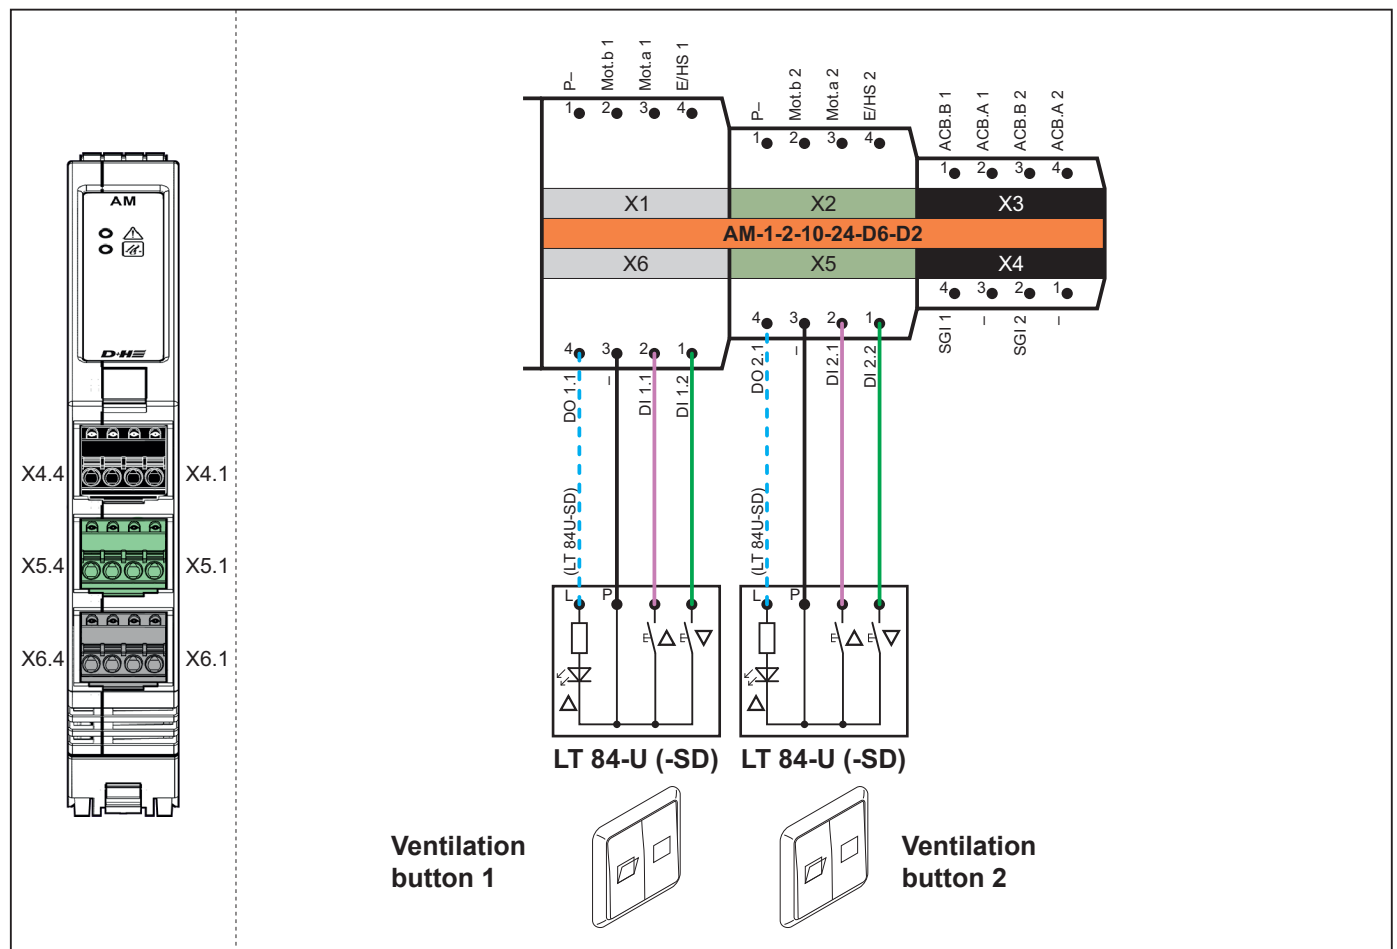 AM
D+H
X4.4
X4.1
X5.4
X5.1
X6.4
X6.1
P–
Mot.b 1
Mot.a 1
E/HS 1
1
2
3
4
P–
Mot.b 2
Mot.a 2
E/HS 2
1
2
3
4
ACB.B 1
ACB.A 1
ACB.B 2
ACB.A 2
1
2
3
4
X1
X2
X3
AM-1-2-10-24-D6-D2
X6
X5
X4
4
3
2
1
SGI 1
–
SGI 2
–
4
3
2
1
DO 2.1
–
DI 2.1
DI 2.2
4
3
2
1
DO 1.1
–
DI 1.1
DI 1.2
(LT 84U-SD)
(LT 84U-SD)
L
P
L
P
LT 84-U (-SD)
LT 84-U (-SD)
Ventilation
button 1
Ventilation
button 2